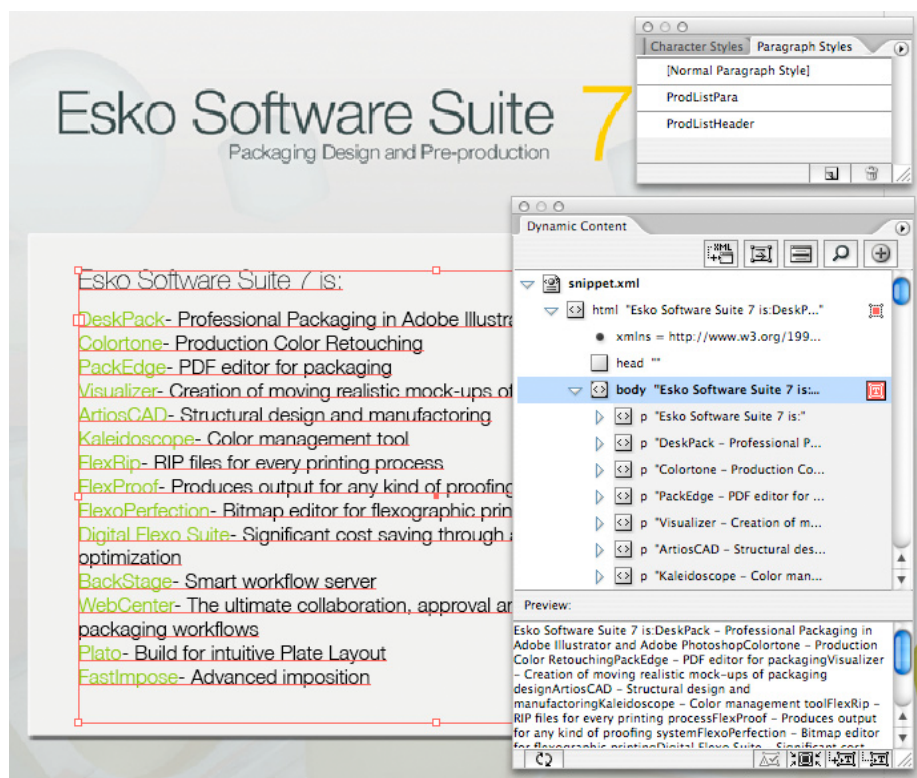 Esko Software Suite 7
Packaging Design and Pre-production
Character Styles Paragraph Styles
[Normal Paragraph Style]
ProdListPara
ProdListHeader
Esko Software Suite 7 is:
DeskPack- Professional Packaging in Adobe Illustra
Colortone- Production Color Retouching
PackEdge- PDF editor for packaging
Visualizer- Creation of moving realistic mock-ups of
ArtiosCAD- Structural design and manufactoring
Kaleidoscope- Color management tool
FlexRip- RIP files for every printing process
FlexProof- Produces output for any kind of proofing
FlexoPerfection- Bitmap editor for flexographic prin
Digital Flexo Suite- Significant cost saving through
optimization
BackStage- Smart workflow server
WebCenter- The ultimate collaboration, approval
packaging workflows
Plato- Build for intuitive Plate Layout
FastImpose- Advanced imposition
Dynamic Content
XML
snippet.xml
html "Esko Software Suite 7 is:DeskP..."
xmlns = http://www.w3.org/199...
head ""
body "Esko Software Suite 7 is:...
p "Esko Software Suite 7 is:"
p "DeskPack - Professional P...
p "Colortone - Production Co...
p "PackEdge - PDF editor for ...
p "Visualizer - Creation of m...
p "ArtiosCAD - Structural des...
p "Kaleidoscope - Color man...
Preview:
Esko Software Suite 7 is:DeskPack - Professional Packaging in
Adobe Illustrator and Adobe PhotoshopColortone - Production
Color RetouchingPackEdge - PDF editor for packagingVisualizer
- Creation of moving realistic mock-ups of packaging
designArtiosCAD - Structural design and
manufactoringKaleidoscope - Color management toolFlexRip -
RIP files for every printing processFlexProof - Produces output
for any kind of proofing systemFlexoPerfection - Bitmap editor
for flexographic printingDigital Flexo Suite - Significant cost